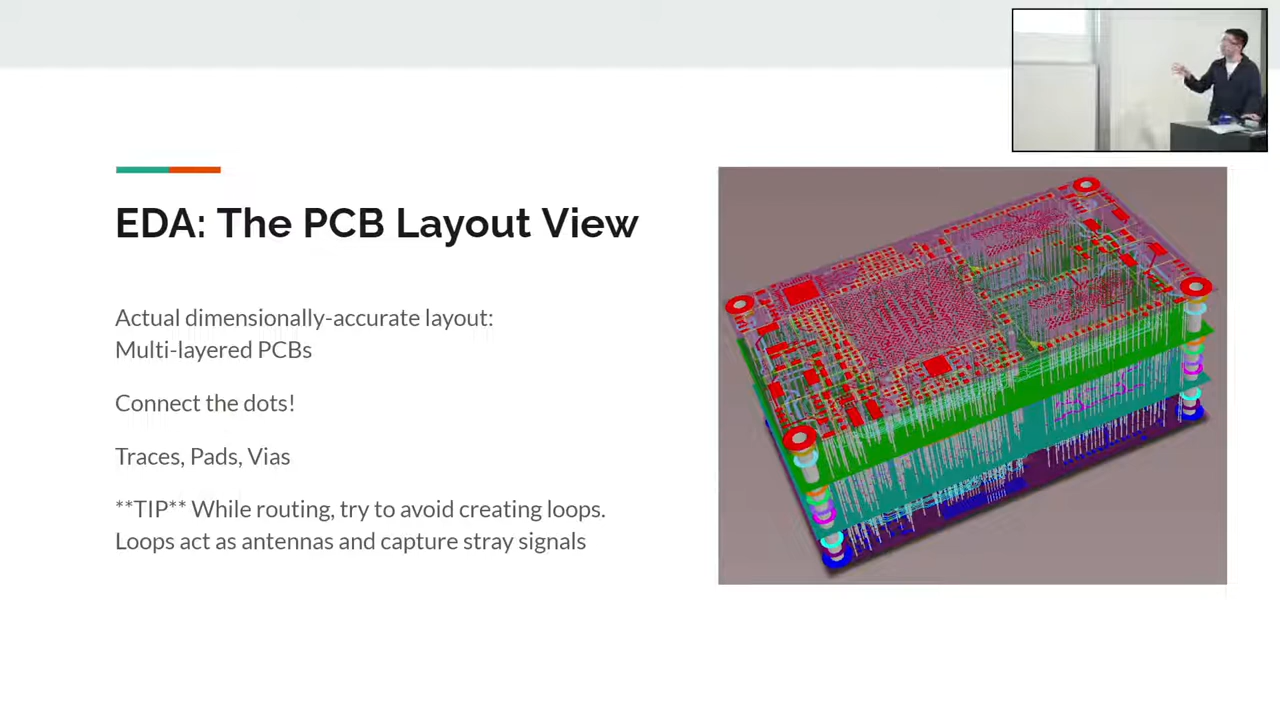 EDA: The PCB Layout View
Actual dimensionally-accurate layout:
Multi-layered PCBs
Connect the dots!
Traces, Pads, Vias
**TIP** While routing, try to avoid creating loops.
Loops act as antennas and capture stray signals